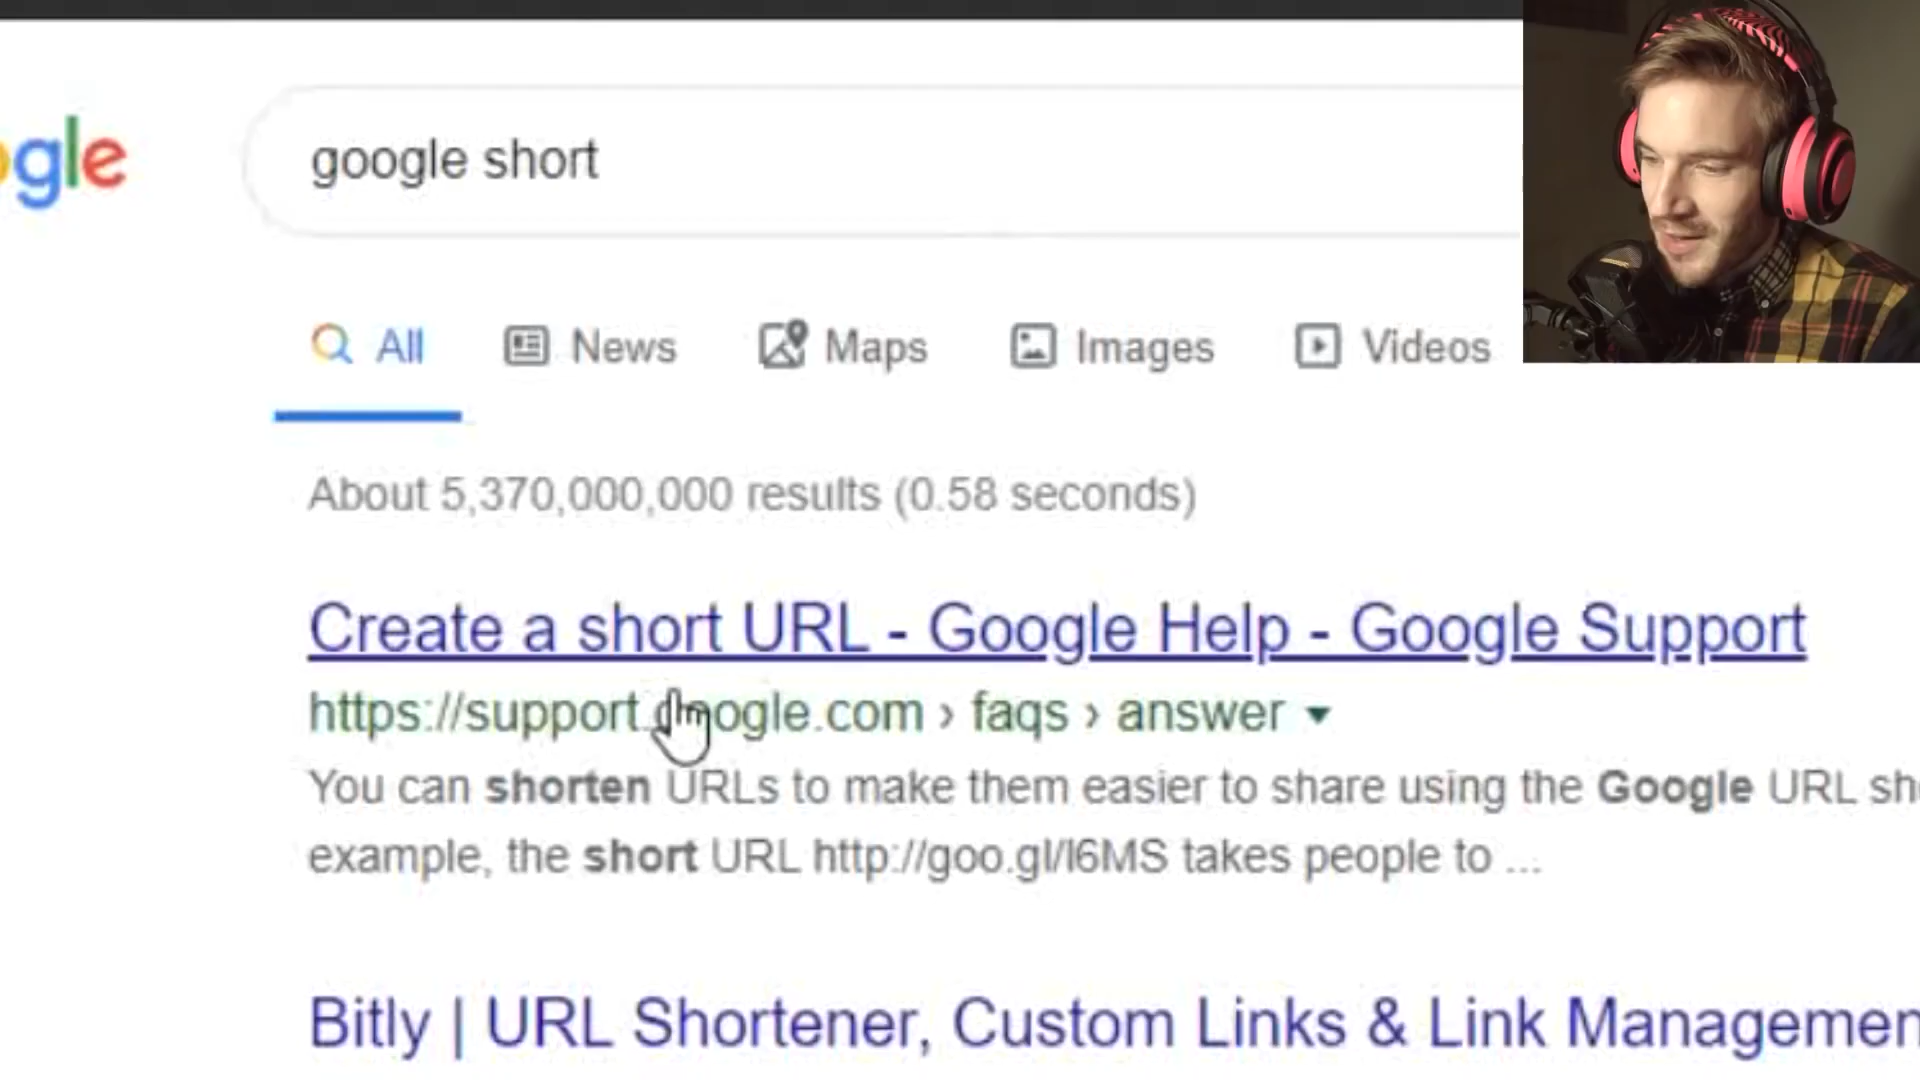 ogle
google short
All News Maps Images Videos
About 5,370,000,000 results (0.58 seconds)
Create a short URL - Google Help - Google Support
https://support.google.com › faqs › answer
You can shorten URLs to make them easier to share using the Google URL sh
example, the short URL http://goo.gl/l6MS takes people to ...
Bitly | URL Shortener, Custom Links & Link Managemen